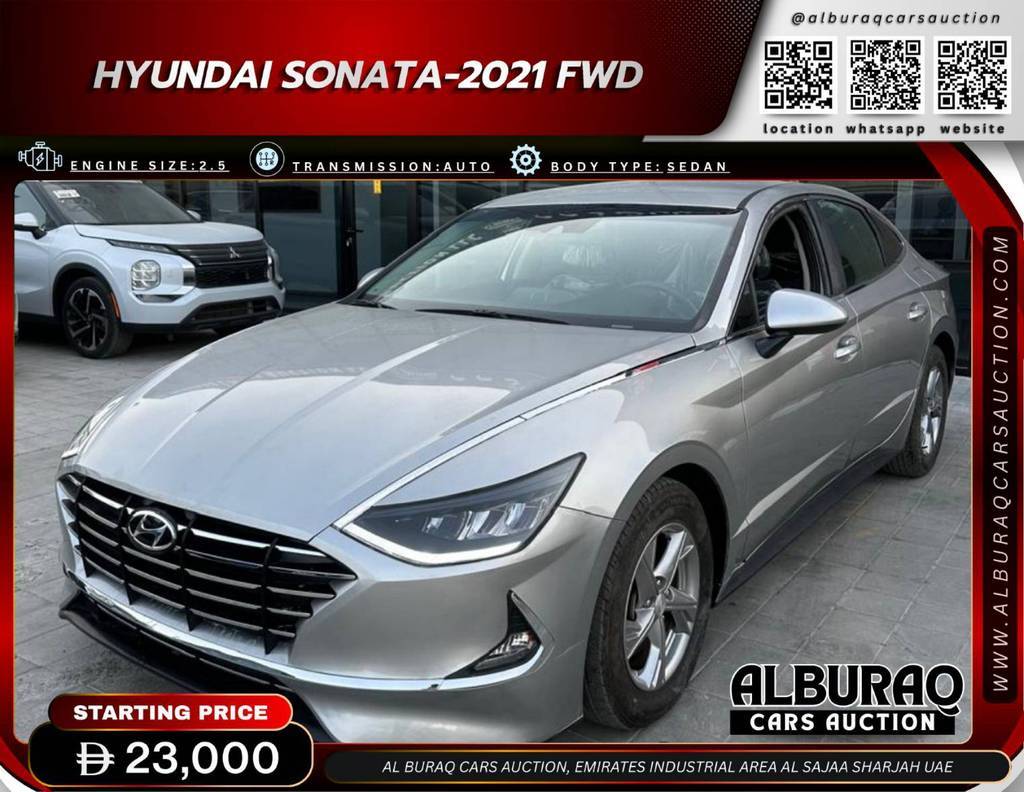 @alburaqcarsauction
HYUNDAI SONATA-2021 FWD
location whatsapp website
ENGINE SIZE:2.5 TRANSMISSION:AUTO BODY TYPE: SEDAN
WWW.ALBURAQCARSAUCTION.COM
ALBURAQ
CARS AUCTION
STARTING PRICE
23,000
AL BURAQ CARS AUCTION, EMIRATES INDUSTRIAL AREA AL SAJAA SHARJAH UAE